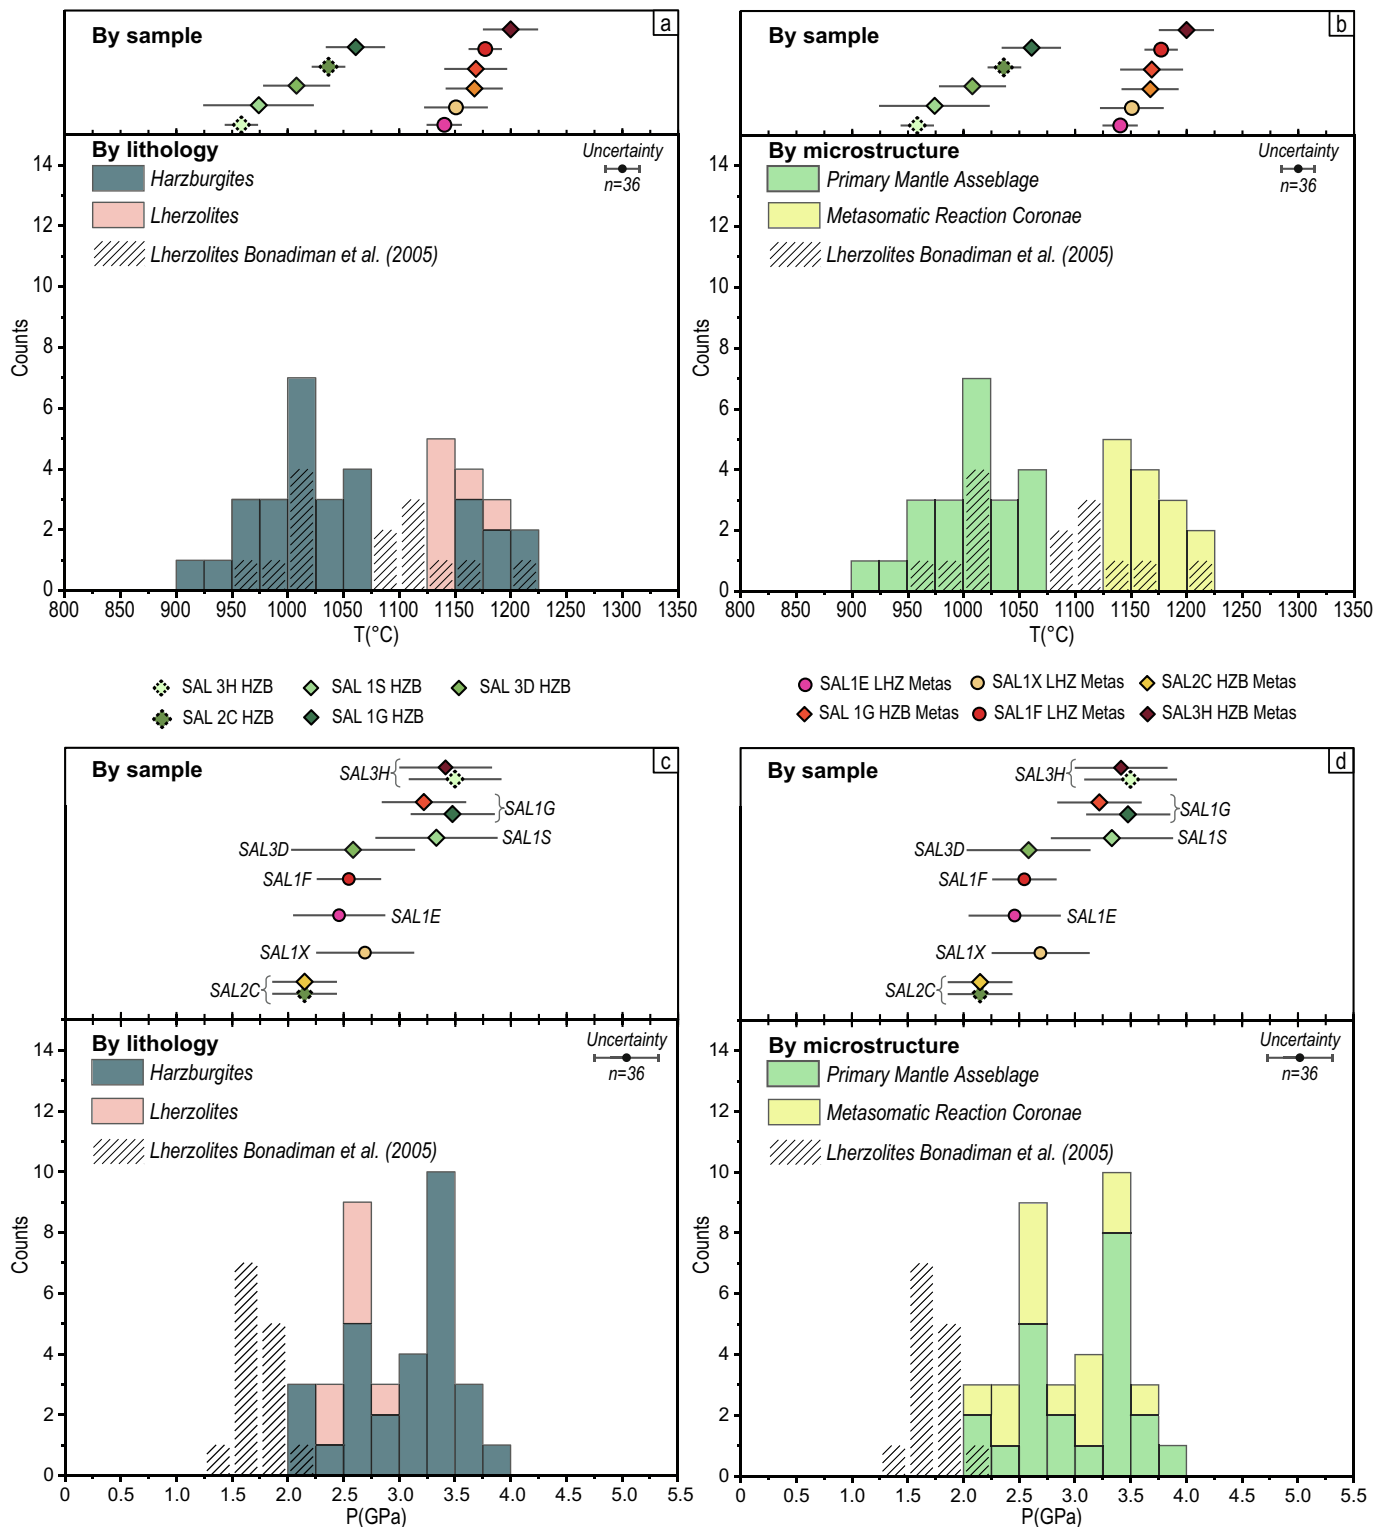 By sample
a
By lithology
Harzburgites
Lherzolites
Lherzolites Bonadiman et al. (2005)
Uncertainty
n=36
Counts
14
12
10
8
6
4
2
0
800 850 900 950 1000 1050 1100 1150 1200 1250 1300 1350
T(°C)
By sample
b
By microstructure
Primary Mantle Asseblage
Metasomatic Reaction Coronae
Lherzolites Bonadiman et al. (2005)
Uncertainty
n=36
Counts
14
12
10
8
6
4
2
0
800 850 900 950 1000 1050 1100 1150 1200 1250 1300 1350
T(°C)
SAL 3H HZB SAL 1S HZB SAL 3D HZB
SAL 2C HZB SAL 1G HZB
SAL1E LHZ Metas SAL1X LHZ Metas SAL2C HZB Metas
SAL 1G HZB Metas SAL1F LHZ Metas SAL3H HZB Metas
By sample
c
SAL3H
SAL1G
SAL1S
SAL3D
SAL1F
SAL1E
SAL1X
SAL2C
By lithology
Harzburgites
Lherzolites
Lherzolites Bonadiman et al. (2005)
Uncertainty
n=36
Counts
14
12
10
8
6
4
2
0
0 0.5 1.0 1.5 2.0 2.5 3.0 3.5 4.0 4.5 5.0 5.5
P(GPa)
By sample
d
SAL3H
SAL1G
SAL1S
SAL3D
SAL1F
SAL1E
SAL1X
SAL2C
By microstructure
Primary Mantle Asseblage
Metasomatic Reaction Coronae
Lherzolites Bonadiman et al. (2005)
Uncertainty
n=36
Counts
14
12
10
8
6
4
2
0
0 0.5 1.0 1.5 2.0 2.5 3.0 3.5 4.0 4.5 5.0 5.5
P(GPa)